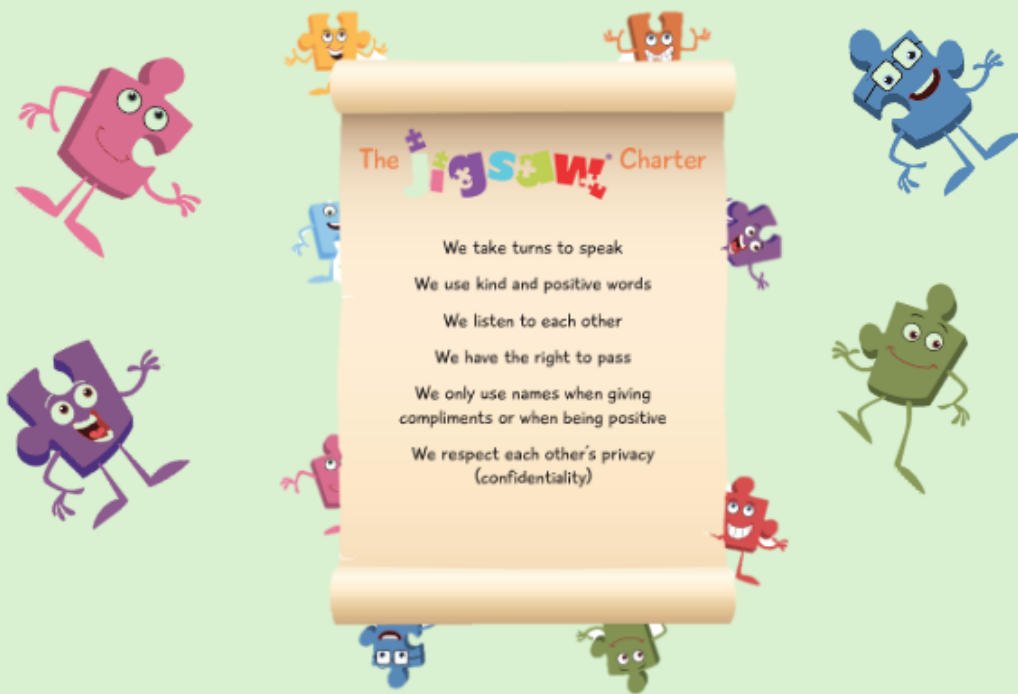 The Jigsaw Charter
We take turns to speak
We use kind and positive words
We listen to each other
We have the right to pass
We only use names when giving
compliments or when being positive
We respect each other's privacy
(confidentiality)